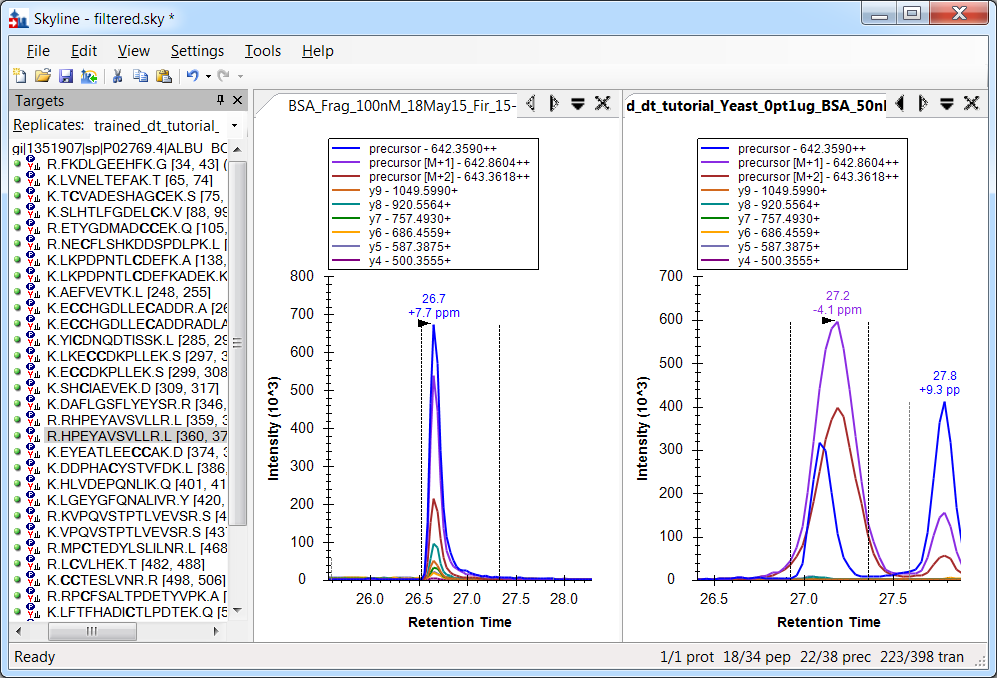 Skyline - filtered.sky *
File Edit View Settings Tools Help
Targets
Replicates: trained_dt_tutorial_
gi|1351907|sp|P02769.4|ALBU_BO
R.FKDLGEEHFK.G [34, 43] (
K.LVNELTEFAK.T [65, 74]
K.TCVADESHAGCEK.S [75,
K.SLHTLFGDELCK.V [88, 99
R.ETYGDMADCCEK.Q [105,
R.NECFLSHKDDSPDLPK.L
K.LKPDPNTLCDEFK.A [138,
K.LKPDPNTLCDEFKADEK.K
K.AEFVEVTK.L [248, 255]
K.ECCHGDLLECADDR.A [26
K.ECCHGDLLECADDRADLA
K.YICDNQDTISSK.L [285, 29
K.LKECCDKPLLEK.S [297, 3
K.ECCDKPLLEK.S [299, 308
K.SHCIAEVEK.D [309, 317]
K.DAFLGSFLYEYSR.R [346,
R.RHPEYAVSVLLR.L [359, 3
R.HPEYAVSVLLR.L [360, 37
K.EYEATLEECCAK.D [374, 3
K.DDPHACYSTVFDK.L [386,
K.HLVDEPQNLIK.Q [401, 41
K.LGEYGFQNALIVR.Y [420,
R.KVPQVSTPTLVEVSR.S [4
K.VPQVSTPTLVEVSR.S [43
R.MPCTEDYLSLILNR.L [468
R.LCVLHEK.T [482, 488]
K.CCTESLVNR.R [498, 506]
R.RPCFSALTPDETYVPK.A [
K.LFTFHADICTLPDTEK.Q [5
BSA_Frag_100nM_18May15_Fir_15-
precursor - 642.3590++
precursor [M+1] - 642.8604++
precursor [M+2] - 643.3618++
y9 - 1049.5990+
y8 - 920.5564+
y7 - 757.4930+
y6 - 686.4559+
y5 - 587.3875+
y4 - 500.3555+
Intensity (10^3)
800
700
600
500
400
300
200
100
0
26.7
+7.7 ppm
26.0 26.5 27.0 27.5 28.0
Retention Time
d_dt_tutorial_Yeast_0pt1ug_BSA_50n
precursor - 642.3590++
precursor [M+1] - 642.8604++
precursor [M+2] - 643.3618++
y9 - 1049.5990+
y8 - 920.5564+
y7 - 757.4930+
y6 - 686.4559+
y5 - 587.3875+
y4 - 500.3555+
Intensity (10^3)
700
600
500
400
300
200
100
0
27.2
-4.1 ppm
27.8
+9.3 pp
26.5 27.0 27.5
Retention Time
Ready
1/1 prot 18/34 pep 22/38 prec 223/398 tran